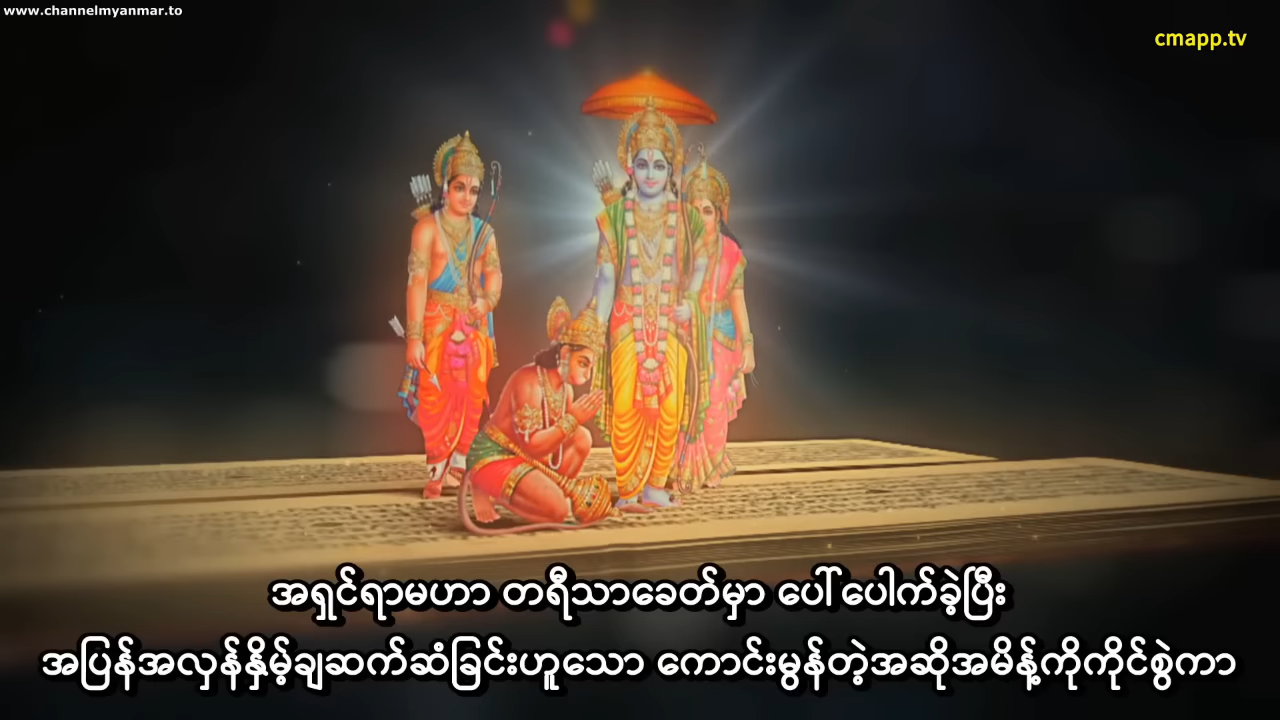 www.channelmyanmar.to
cmapp.tv
အရှင်ရာမဟာ တရီသာခေတ်မှာ ပေါ်ပေါက်ခဲ့ပြီး
အပြန်အလှန်နှိမ့်ချဆက်ဆံခြင်းဟူသော ကောင်းမွန်တဲ့အဆိုအမိန့်ကိုကိုင်စွဲကာ